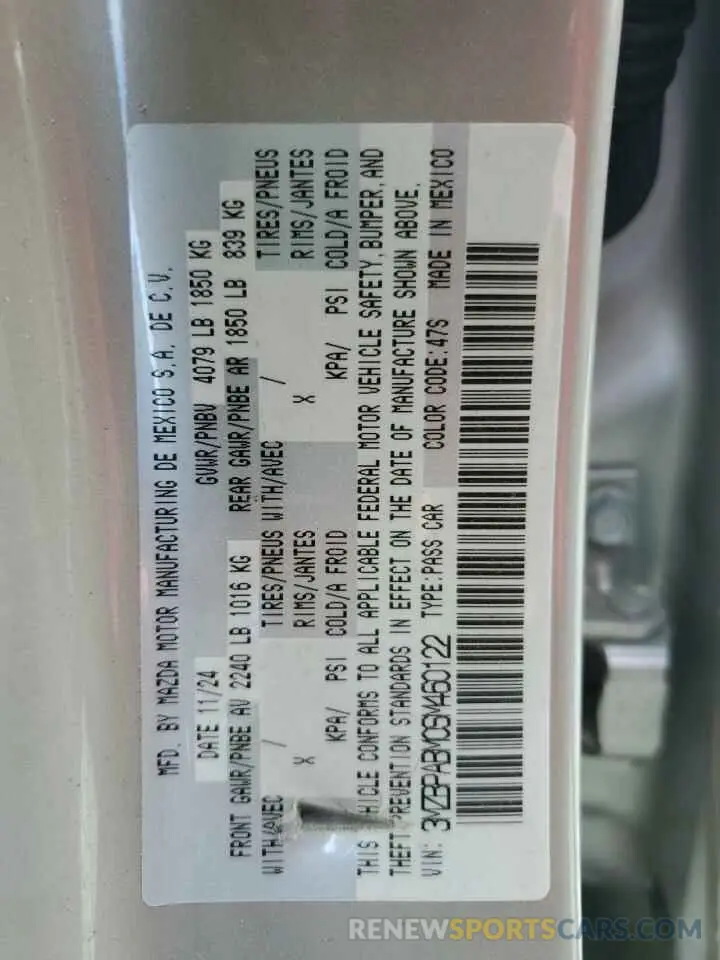 MFD. BY MAZDA MOTOR MANUFACTURING DE MEXICO S.A. DE C.V.
DATE 11/24 GVWR/PNBV 4079 LB 1850 KG
FRONT GAWR/PNBE AV 2240 LB 1016 KG REAR GAWR/PNBE AR 1850 LB 839 KG
WITH/AVEC / TIRES/PNEUS WITH/AVEC / TIRES/PNEUS
X RIMS/JANTES X RIMS/JANTES
KPA/ PSI COLD/A FROID KPA/ PSI COLD/A FROID
THIS VEHICLE CONFORMS TO ALL APPLICABLE FEDERAL MOTOR VEHICLE SAFETY, BUMPER, AND
THEFT PREVENTION STANDARDS IN EFFECT ON THE DATE OF MANUFACTURE SHOWN ABOVE.
VIN: 3MZBPABM0SM460122 TYPE:PASS CAR COLOR CODE:47S MADE IN MEXICO
RENEWSPORTSCARS.COM